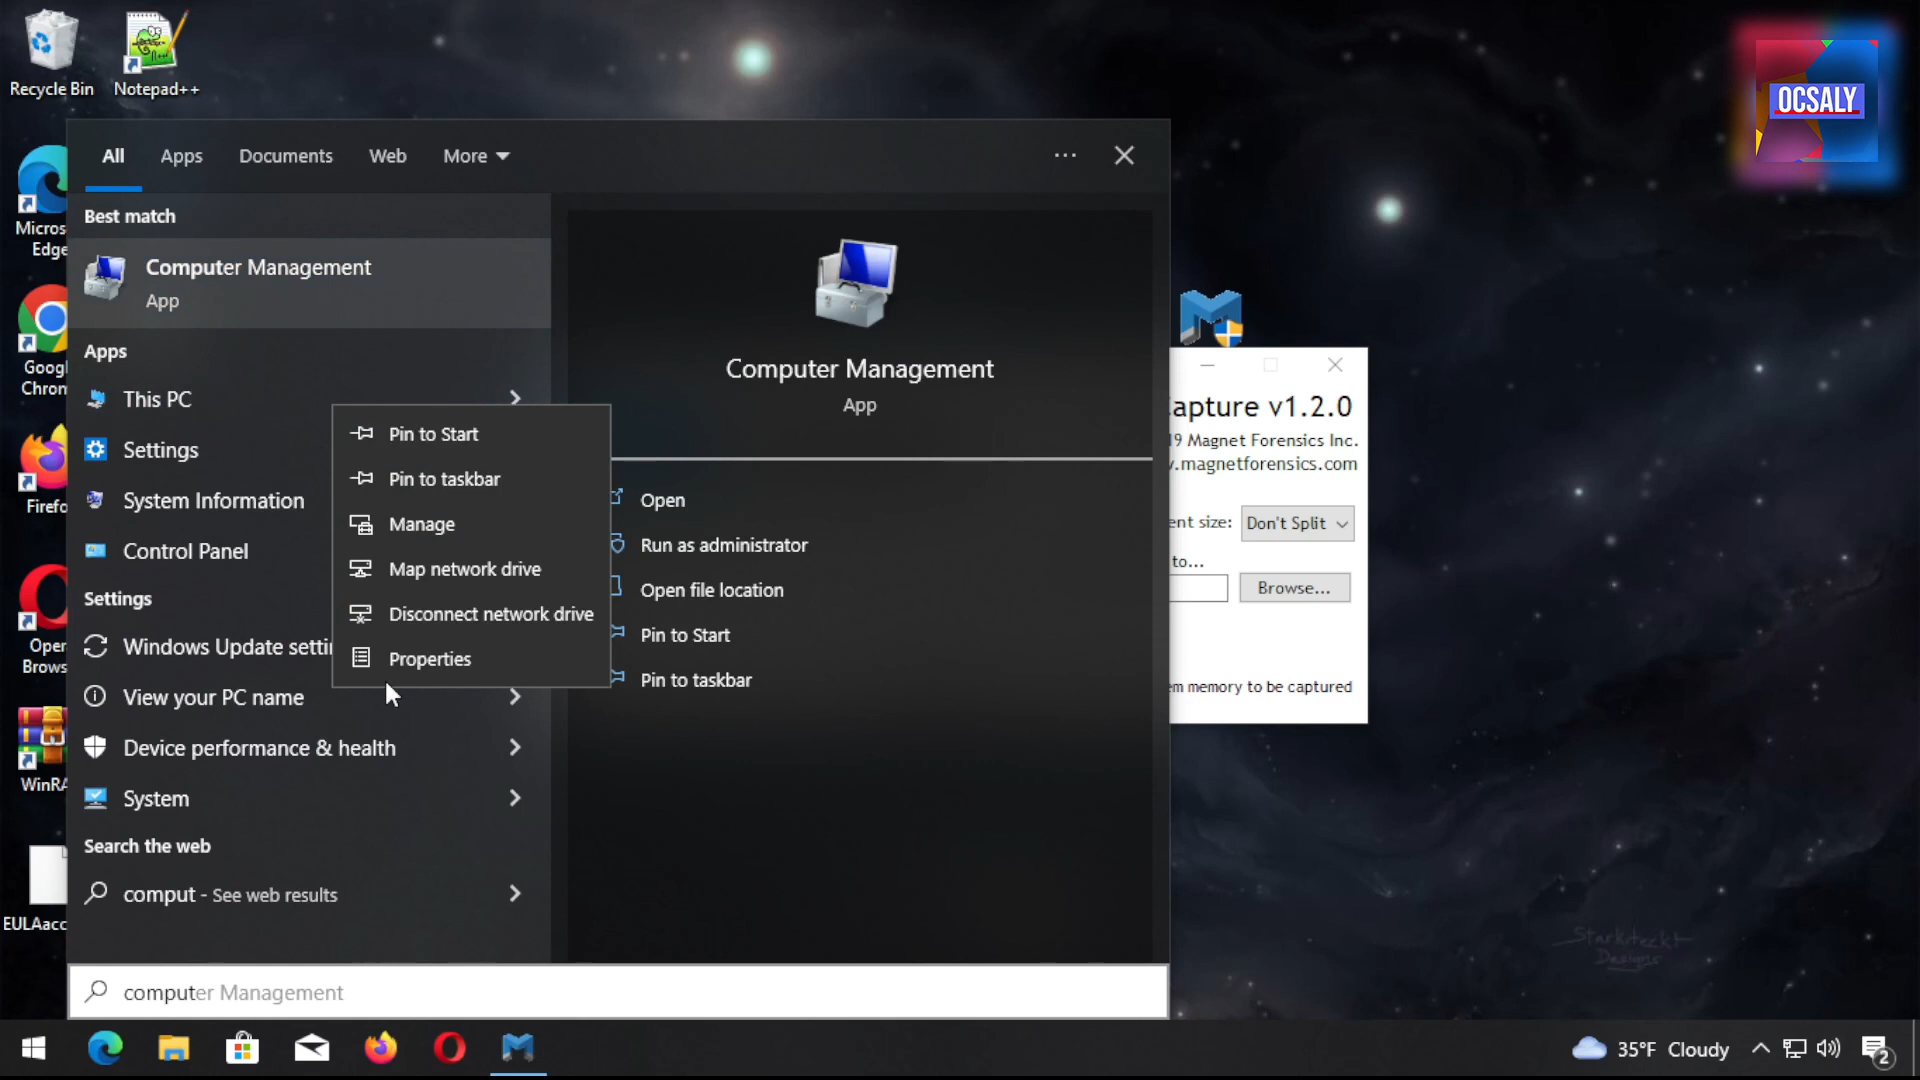 Recycle Bin
Notepad++
OCSALY
Micros
Edge
Googl
Chron
Firefo
Oper
Brows
WinRA
EULAacc
All
Apps
Documents
Web
More
Best match
Computer Management
App
Apps
This PC
Settings
System Information
Control Panel
Settings
Windows Update setti
View your PC name
Device performance & health
System
Search the web
comput - See web results
Pin to Start
Pin to taskbar
Manage
Map network drive
Disconnect network drive
Properties
Computer Management
App
Open
Run as administrator
Open file location
Pin to Start
Pin to taskbar
apture v1.2.0
19 Magnet Forensics Inc.
.magnetforensics.com
ent size:
Don't Split
to...
Browse...
em memory to be captured
Starkiteckt
Designs
computer Management
35°F Cloudy
2